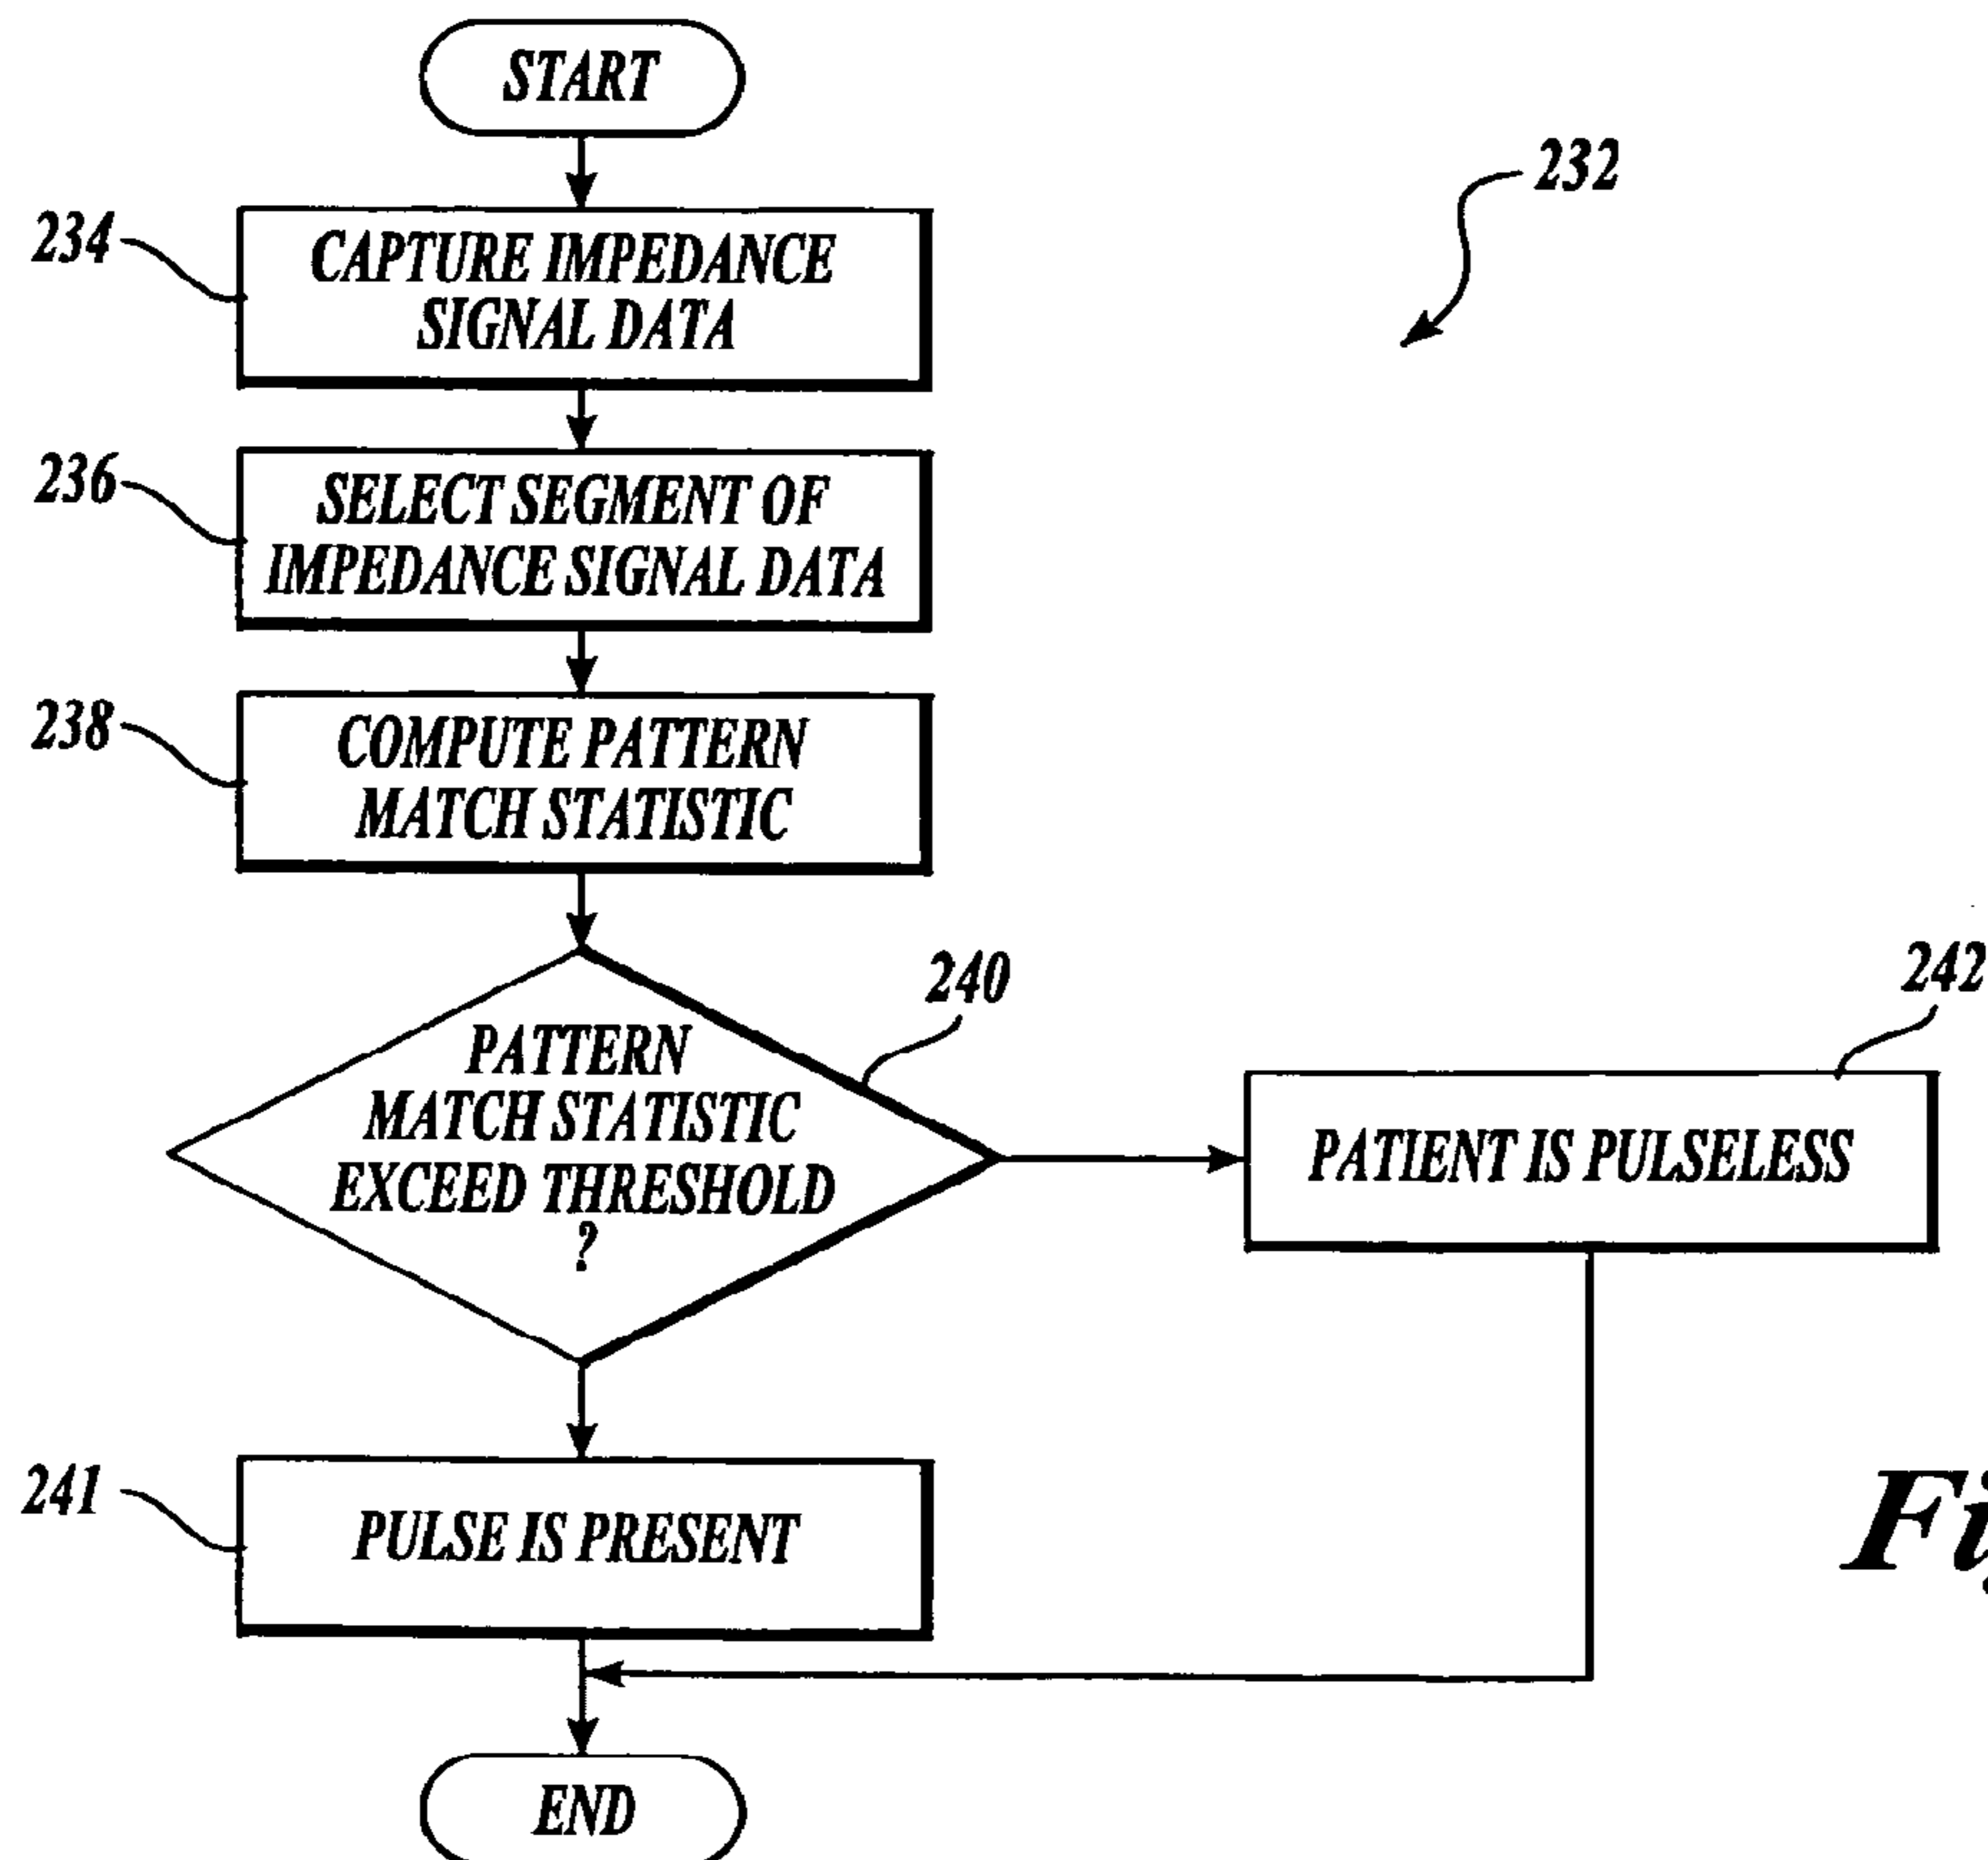 START
232
234
CAPTURE IMPEDANCE
SIGNAL DATA
236
SELECT SEGMENT OF
IMPEDANCE SIGNAL DATA
238
COMPUTE PATTERN
MATCH STATISTIC
240
242
PATTERN
MATCH STATISTIC
EXCEED THRESHOLD
?
PATIENT IS PULSELESS
241
PULSE IS PRESENT
END